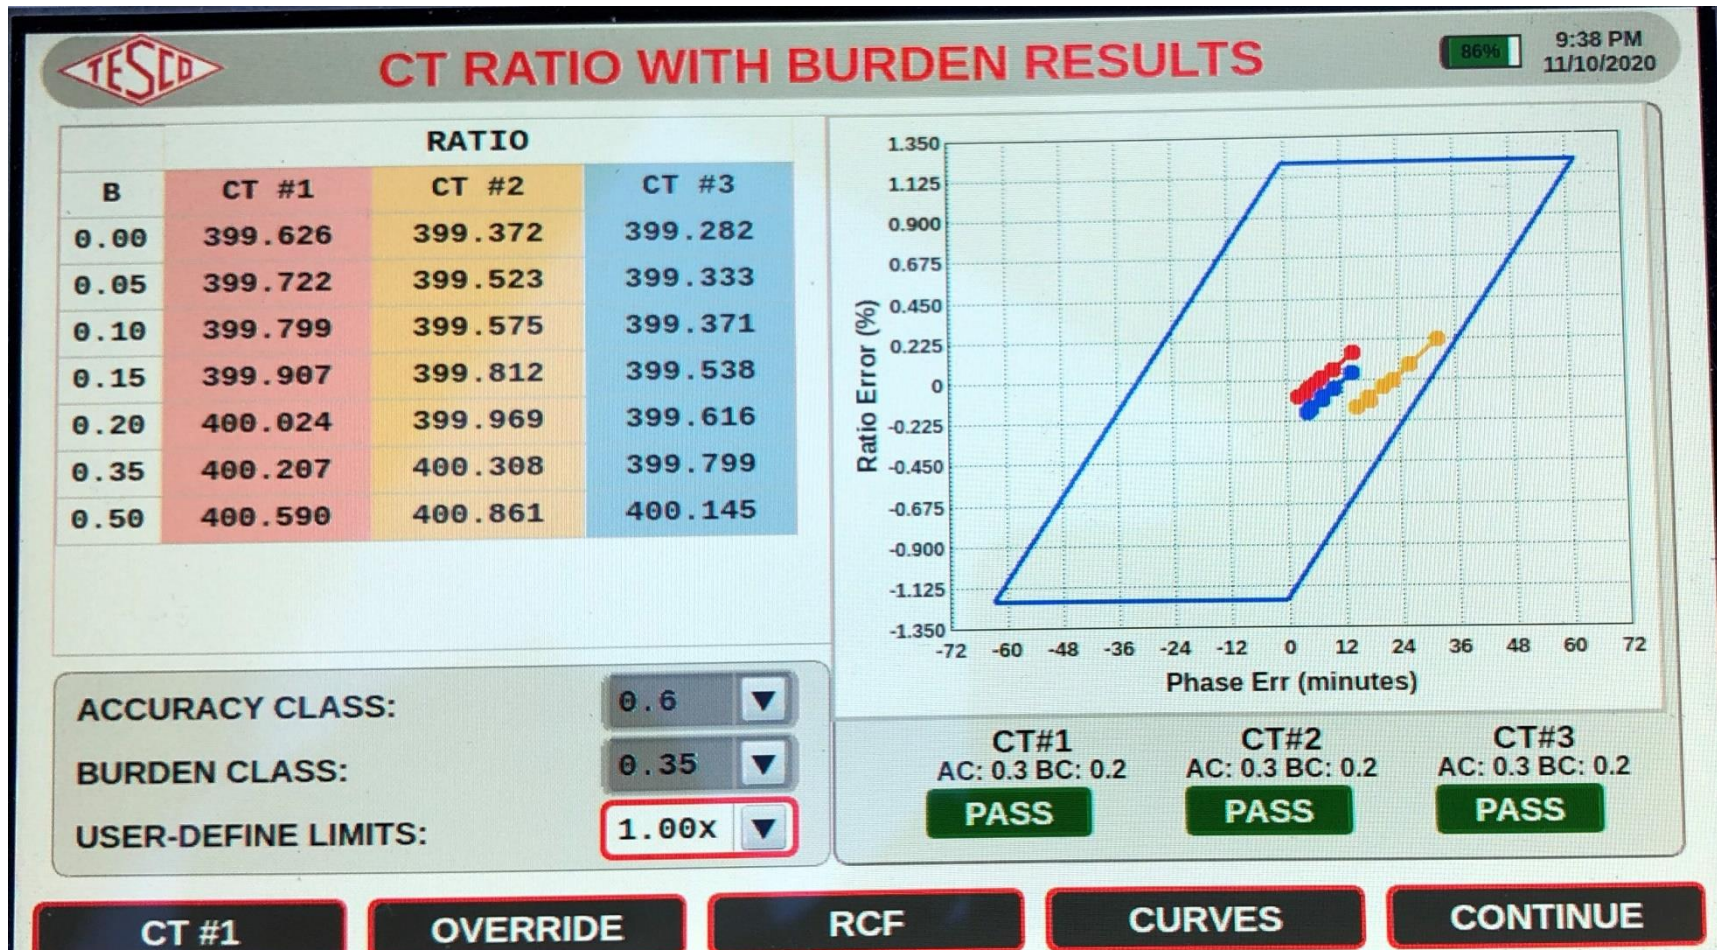 TESCO
CT RATIO WITH BURDEN RESULTS
86%
9:38 PM
11/10/2020
RATIO
B CT #1 CT #2 CT #3
0.00 399.626 399.372 399.282
0.05 399.722 399.523 399.333
0.10 399.799 399.575 399.371
0.15 399.907 399.812 399.538
0.20 400.024 399.969 399.616
0.35 400.207 400.308 399.799
0.50 400.590 400.861 400.145
Ratio Error (%)
1.350
1.125
0.900
0.675
0.450
0.225
0
-0.225
-0.450
-0.675
-0.900
-1.125
-1.350
-72 -60 -48 -36 -24 -12 0 12 24 36 48 60 72
Phase Err (minutes)
ACCURACY CLASS: 0.6
BURDEN CLASS: 0.35
USER-DEFINE LIMITS: 1.00x
CT#1 CT#2 CT#3
AC: 0.3 BC: 0.2 AC: 0.3 BC: 0.2 AC: 0.3 BC: 0.2
PASS PASS PASS
CT #1 OVERRIDE RCF CURVES CONTINUE